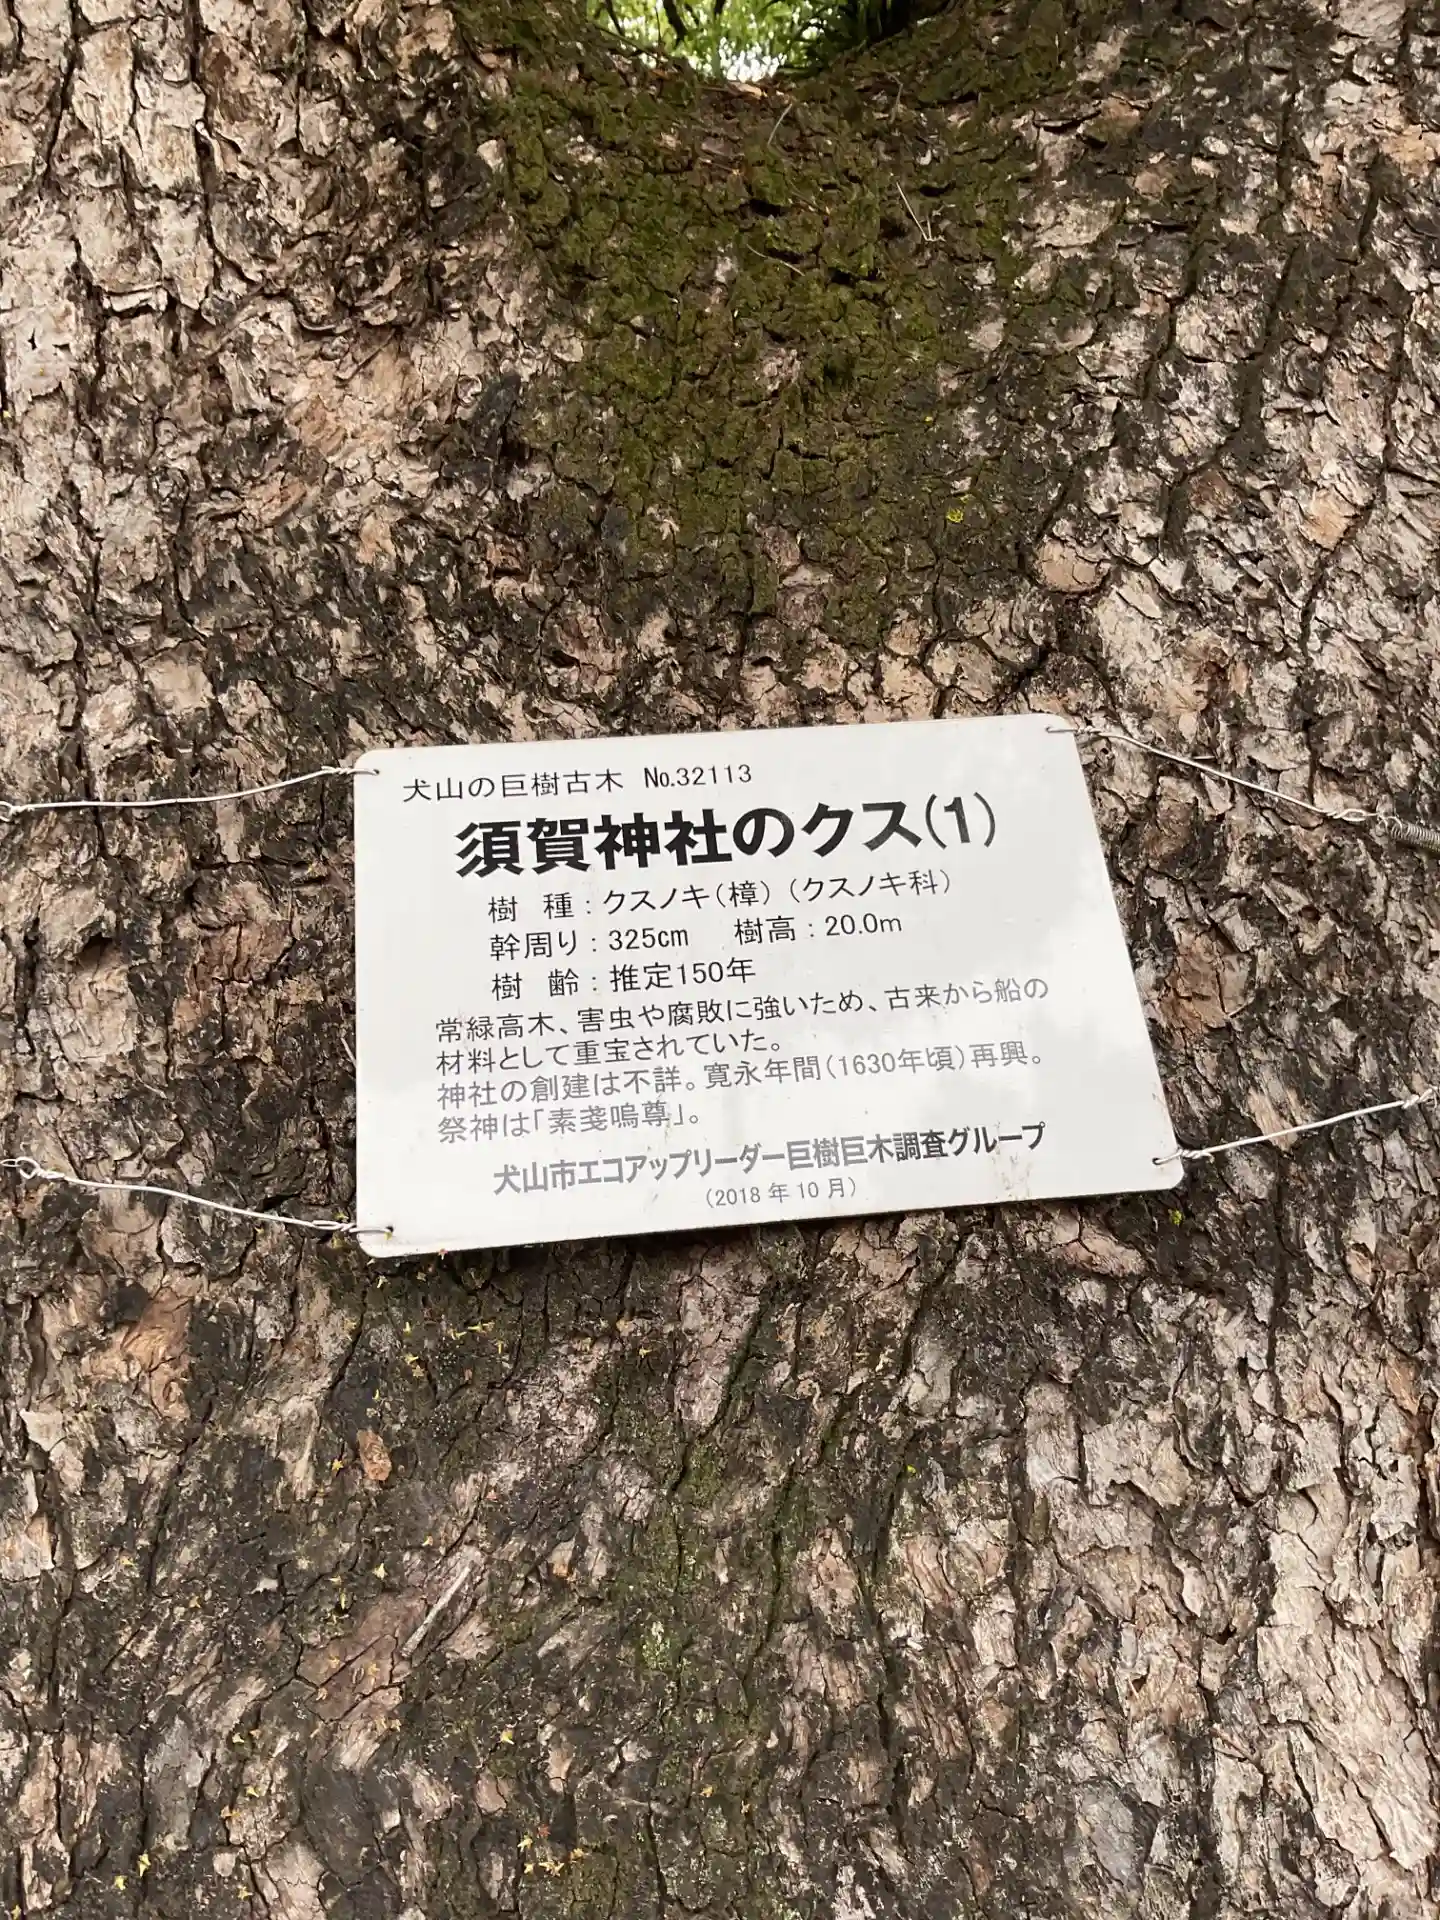 犬山の巨樹古木 No.32113
須賀神社のクス(1)
樹 種：クスノキ(樟)(クスノキ科)
幹周り：325cm 樹高：20.0m
樹 齢：推定150年
常緑高木、害虫や腐敗に強いため、古来から船の
材料として重宝されていた。
神社の創建は不詳。寛永年間(1630年頃)再興。
祭神は「素戔嗚尊」。
犬山市エコアップリーダー巨樹巨木調査グループ
(2018年10月)